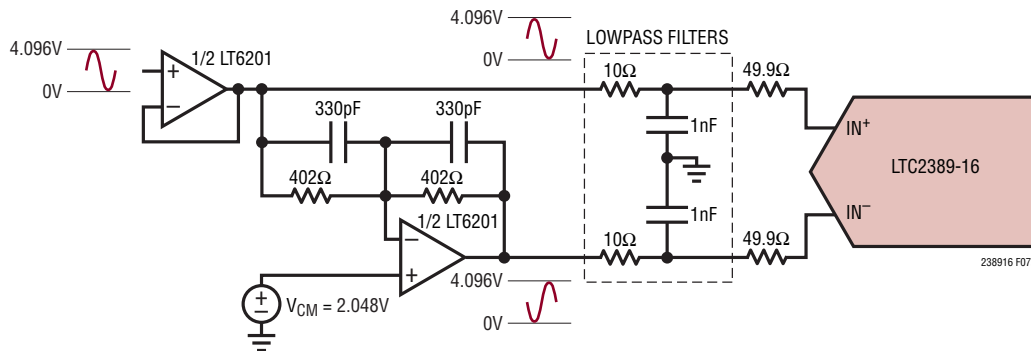 4.096V
0V
1/2 LT6201
4.096V
0V
LOWPASS FILTERS
10Ω
49.9Ω
330pF
330pF
1nF
IN+
402Ω
402Ω
LTC2389-16
1/2 LT6201
1nF
IN−
10Ω
49.9Ω
238916 F07
VCM = 2.048V
4.096V
0V